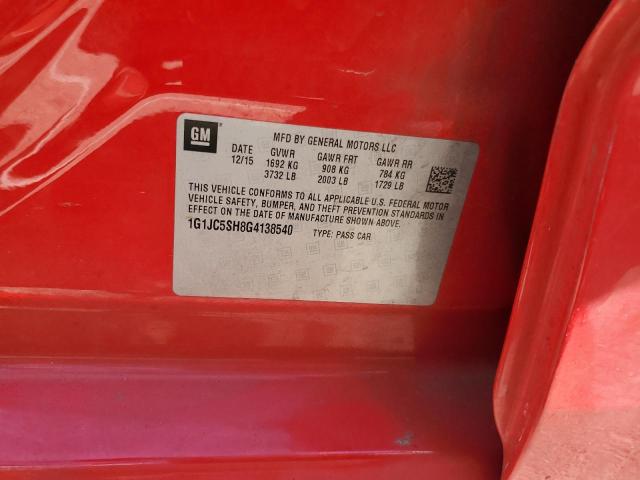 GM
MFD BY GENERAL MOTORS LLC
DATE GVWR GAWR FRT GAWR RR
12/15 1692 KG 908 KG 784 KG
3732 LB 2003 LB 1729 LB
THIS VEHICLE CONFORMS TO ALL APPLICABLE U.S. FEDERAL MOTOR
VEHICLE SAFETY, BUMPER, AND THEFT PREVENTION STANDARDS IN
EFFECT ON THE DATE OF MANUFACTURE SHOWN ABOVE.
1G1JC5SH8G4138540 TYPE: PASS CAR